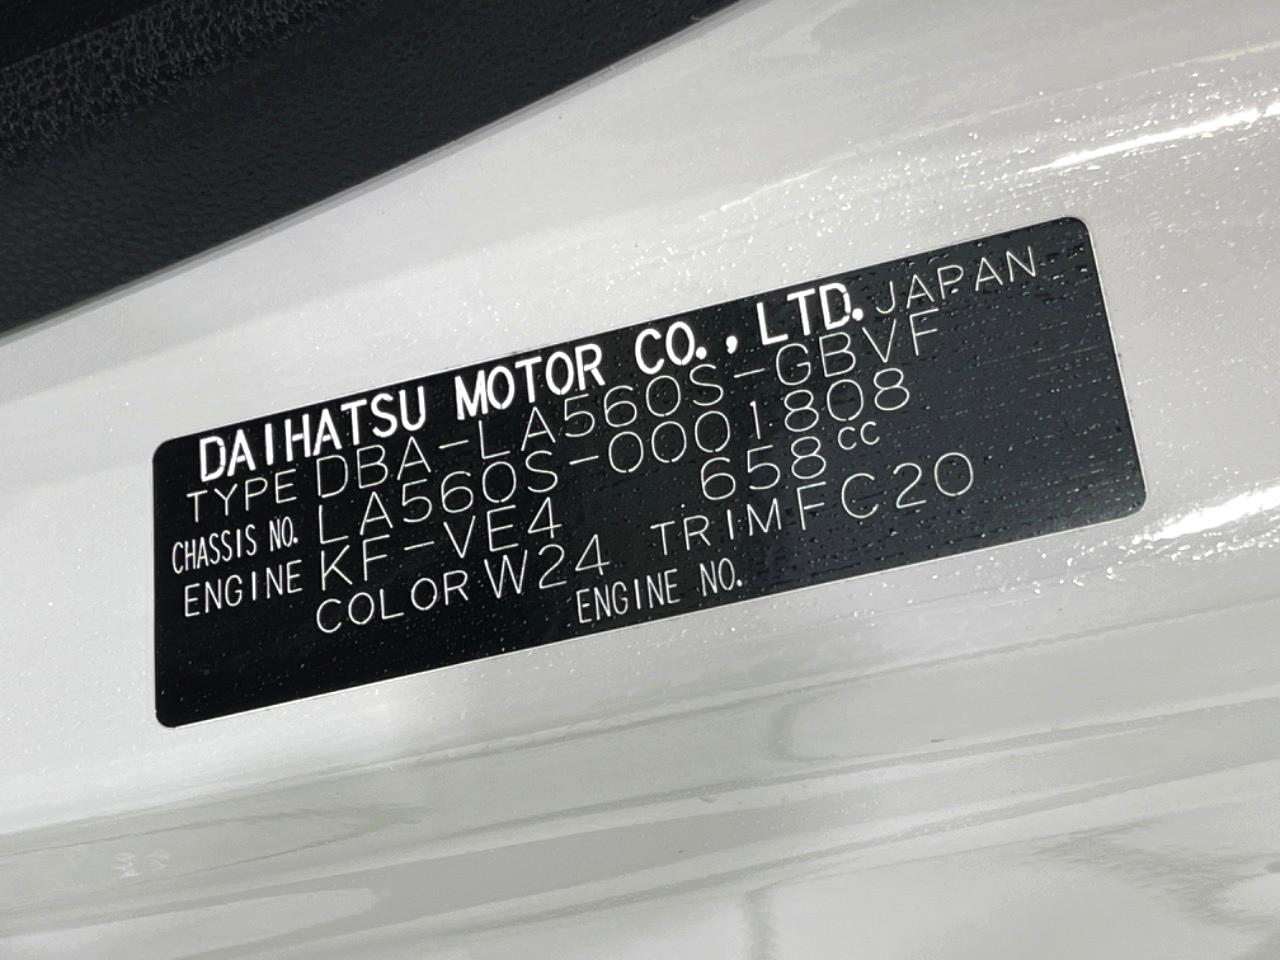 DAIHATSU MOTOR CO., LTD. JAPAN
TYPE DBA-LA560S-GBVF
CHASSIS NO. LA560S-0001808
ENGINE KF-VE4 658cc
COLOR W24 TRIM FC20
ENGINE NO.